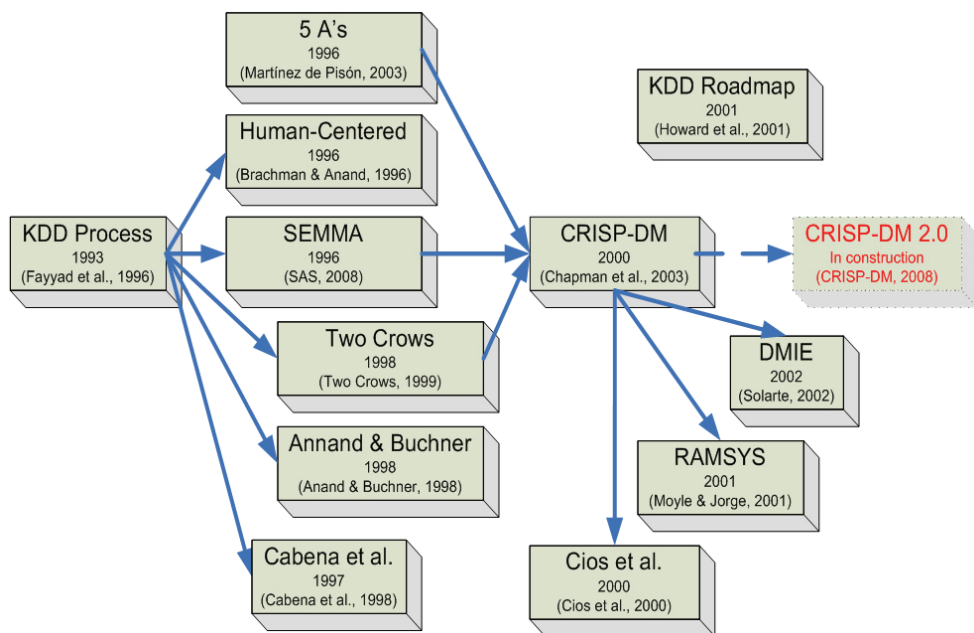 5 A's
1996
(Martínez de Pisón, 2003)
KDD Roadmap
2001
(Howard et al., 2001)
Human-Centered
1996
(Brachman & Anand, 1996)
KDD Process
1993
(Fayyad et al., 1996)
SEMMA
1996
(SAS, 2008)
CRISP-DM
2000
(Chapman et al., 2003)
CRISP-DM 2.0
In construction
(CRISP-DM, 2008)
Two Crows
1998
(Two Crows, 1999)
DMIE
2002
(Solarte, 2002)
Annand & Buchner
1998
(Anand & Buchner, 1998)
RAMSYS
2001
(Moyle & Jorge, 2001)
Cabena et al.
1997
(Cabena et al., 1998)
Cios et al.
2000
(Cios et al., 2000)